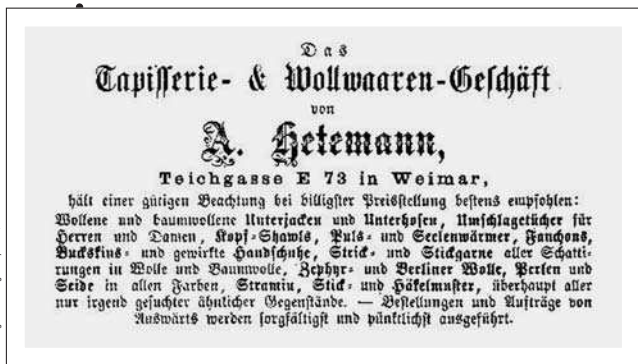 Das
Tapisserie- & Wollwaaren-Geschäft
von
A. Hetemann,
Teichgasse E 73 in Weimar,
hält einer gütigen Beachtung bei billigster Preisstellung bestens empfohlen:
Wollene und baumwollene Unterjacken und Unterhosen, Umschlagetücher für
Herren und Damen, Kopf-Shawls, Puls- und Seelenwärmer, Fanchons,
Buckskins- und gewirkte Handschuhe, Strick- und Stickgarne aller Schatti-
rungen in Wolle und Baumwolle, Zephyr- und Berliner Wolle, Perlen und
Seide in allen Farben, Stramin, Stick- und Häkelmuster, überhaupt aller
nur irgend gesuchter ähnlicher Gegenstände. — Bestellungen und Aufträge von
Auswärts werden sorgfältigst und pünktlichst ausgeführt.